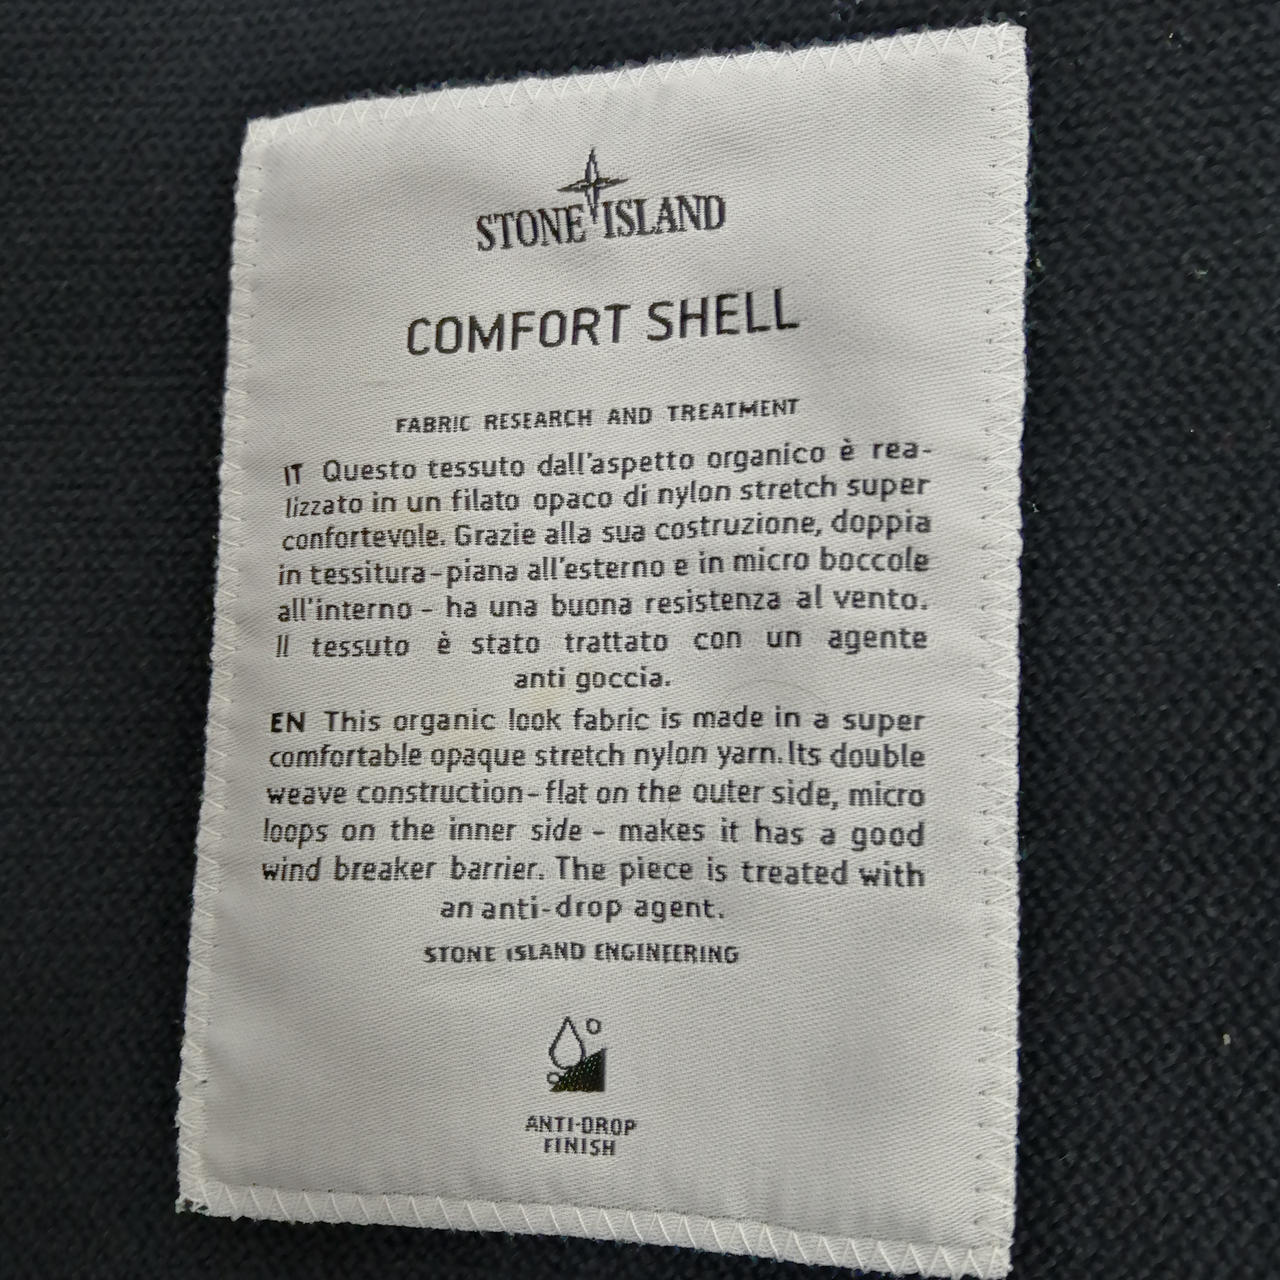 STONE ISLAND
COMFORT SHELL
FABRIC RESEARCH AND TREATMENT
IT Questo tessuto dall'aspetto organico è rea-
lizzato in un filato opaco di nylon stretch super
confortevole. Grazie alla sua costruzione, doppia
in tessitura-piana all'esterno e in micro boccole
all'interno - ha una buona resistenza al vento.
Il tessuto è stato trattato con un agente
anti goccia.
EN This organic look fabric is made in a super
comfortable opaque stretch nylon yarn. Its double
weave construction-flat on the outer side, micro
loops on the inner side - makes it has a good
wind breaker barrier. The piece is treated with
an anti-drop agent.
STONE ISLAND ENGINEERING
ANTI-DROP
FINISH